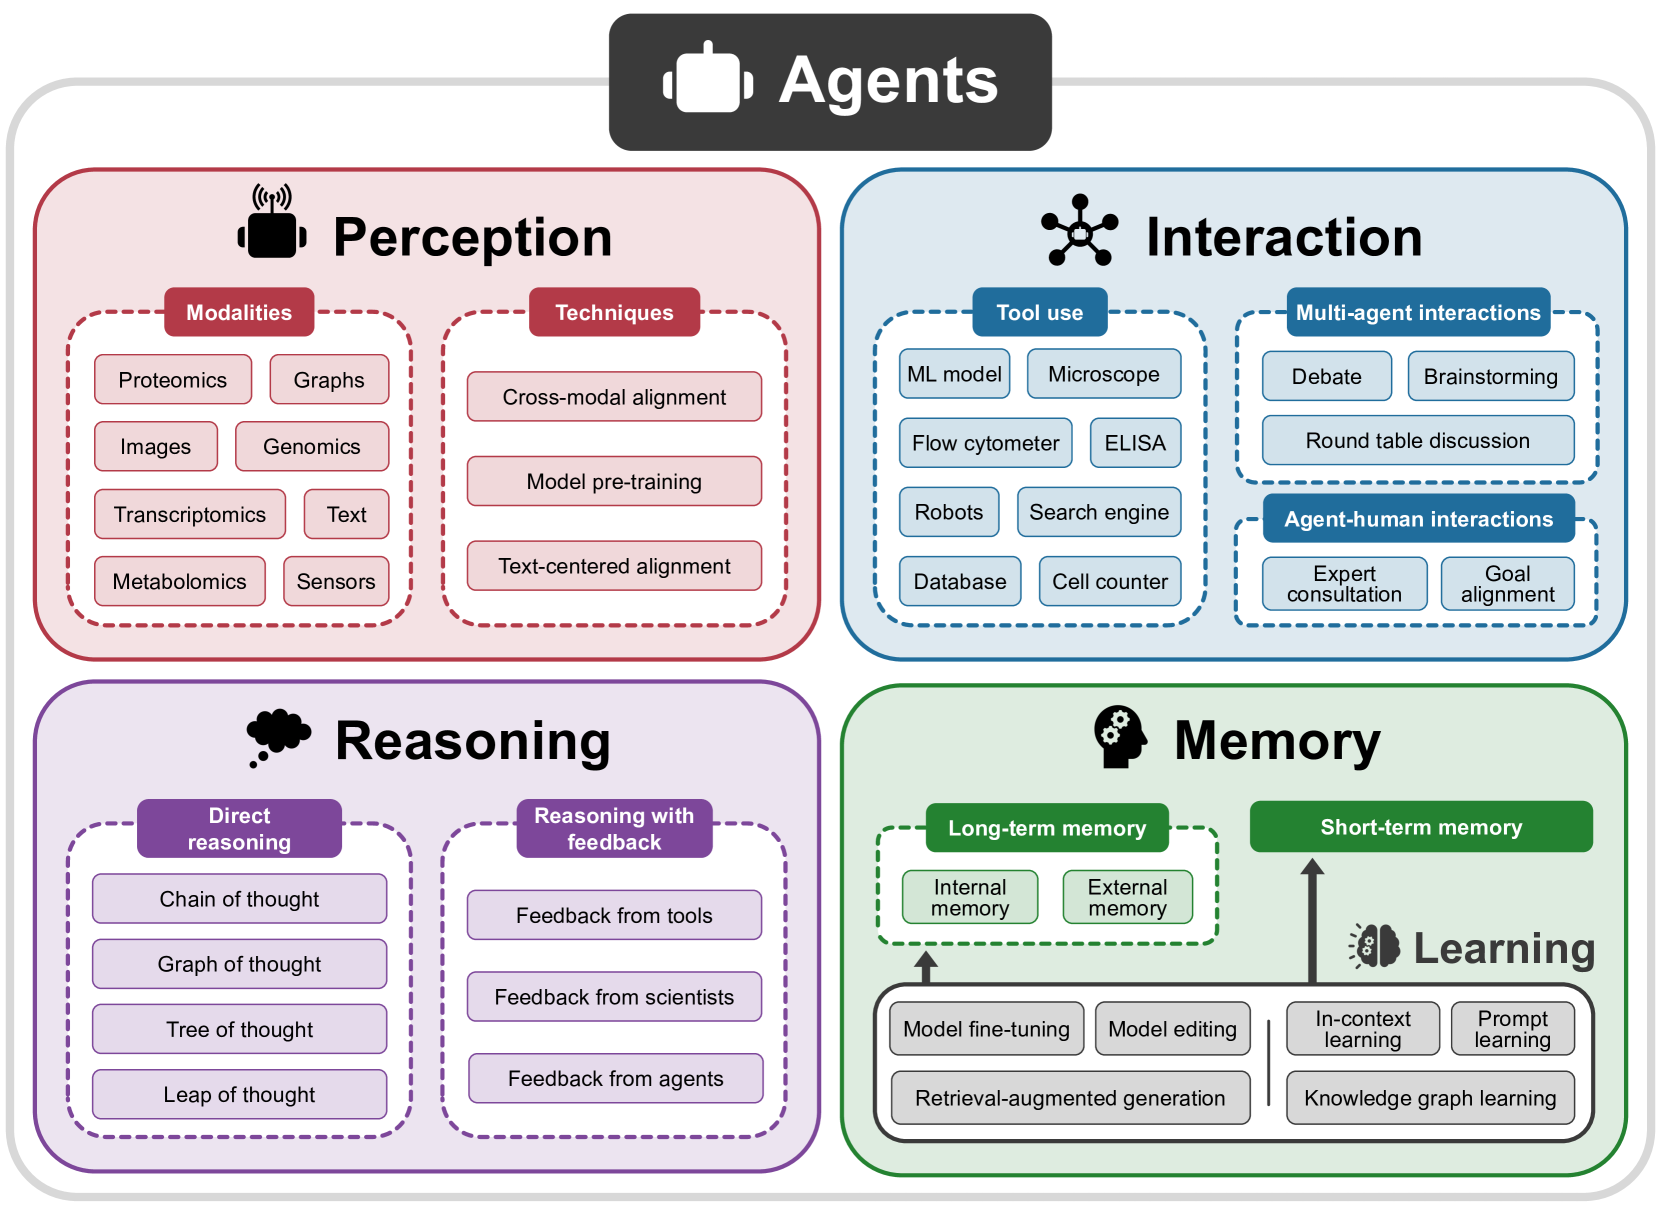 Agents
Perception
Modalities
Proteomics
Graphs
Images
Genomics
Transcriptomics
Text
Metabolomics
Sensors
Techniques
Cross-modal alignment
Model pre-training
Text-centered alignment
Interaction
Tool use
ML model
Microscope
Flow cytometer
ELISA
Robots
Search engine
Database
Cell counter
Multi-agent interactions
Debate
Brainstorming
Round table discussion
Agent-human interactions
Expert
consultation
Goal
alignment
Reasoning
Direct
reasoning
Chain of thought
Graph of thought
Tree of thought
Leap of thought
Reasoning with
feedback
Feedback from tools
Feedback from scientists
Feedback from agents
Memory
Long-term memory
Internal
memory
External
memory
Short-term memory
Learning
Model fine-tuning
Model editing
Retrieval-augmented generation
In-context
learning
Prompt
learning
Knowledge graph learning